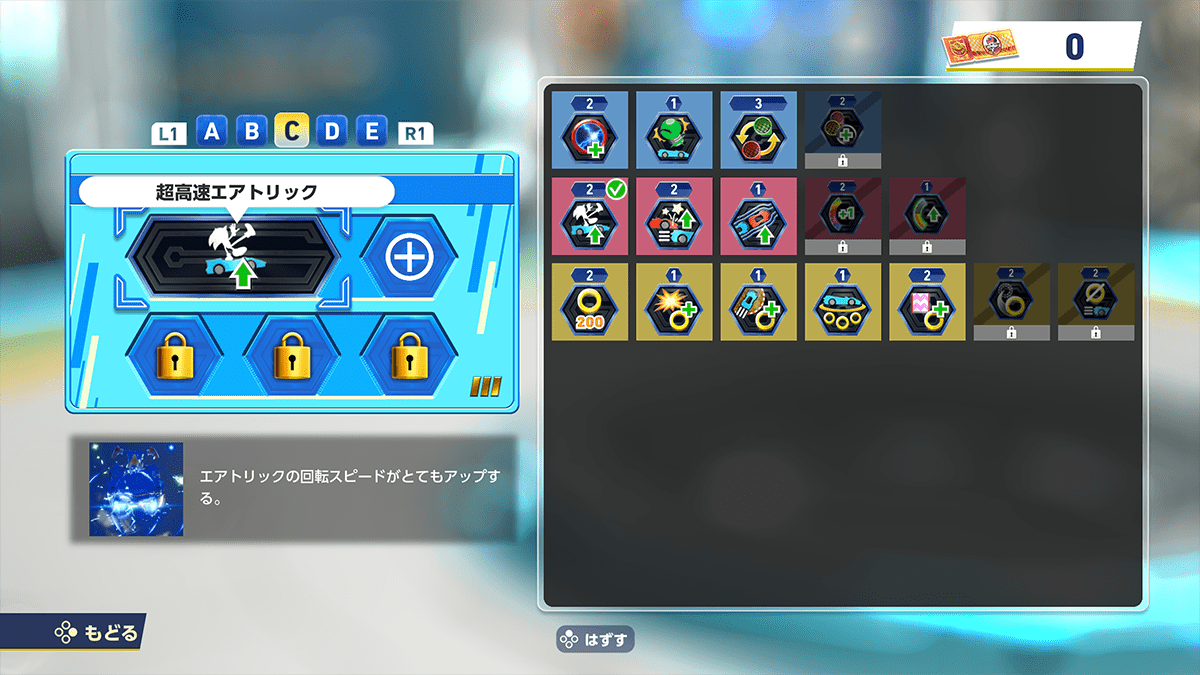 0
L1 A B C D E R1
超高速エアトリック
2 1 3 2
2 2 1 2 1
+1
2 1 1 1 2 2 2
200
エアトリックの回転スピードがとてもアップす
る。
もどる
はずす